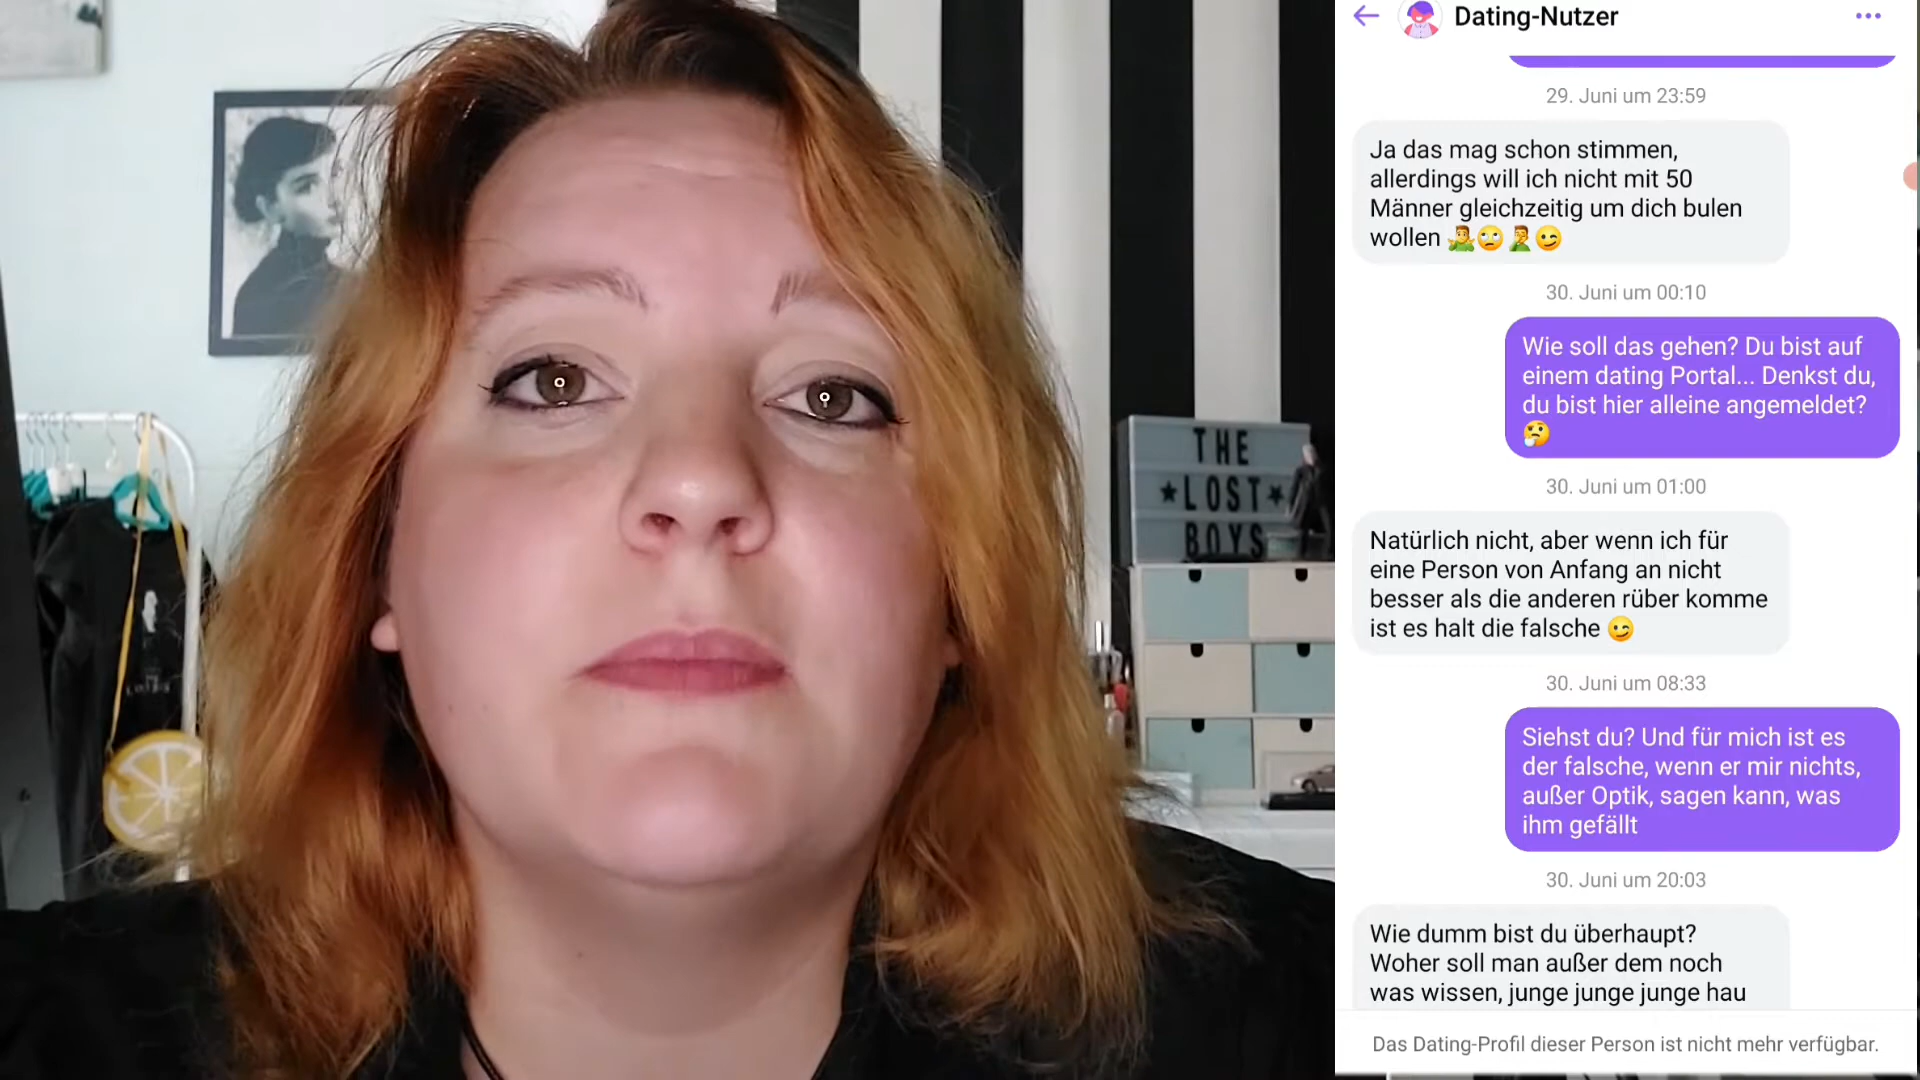 THE
LOST
BOYS
Dating-Nutzer
29. Juni um 23:59
Ja das mag schon stimmen,
allerdings will ich nicht mit 50
Männer gleichzeitig um dich bulen
wollen 🤷‍♂️🙄🤦‍♂️😉
30. Juni um 00:10
Wie soll das gehen? Du bist auf
einem dating Portal... Denkst du,
du bist hier alleine angemeldet?
🤔
30. Juni um 01:00
Natürlich nicht, aber wenn ich für
eine Person von Anfang an nicht
besser als die anderen rüber komme
ist es halt die falsche 😉
30. Juni um 08:33
Siehst du? Und für mich ist es
der falsche, wenn er mir nichts,
außer Optik, sagen kann, was
ihm gefällt
30. Juni um 20:03
Wie dumm bist du überhaupt?
Woher soll man außer dem noch
was wissen, junge junge junge hau
Das Dating-Profil dieser Person ist nicht mehr verfügbar.